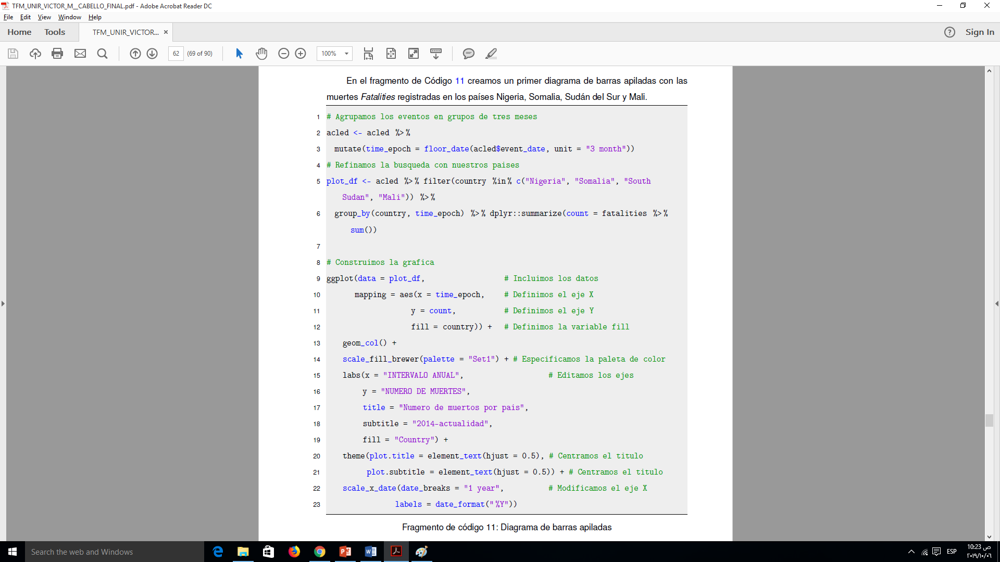 TFM_UNIR_VICTOR_M__CABELLO_FINAL.pdf - Adobe Acrobat Reader DC
File Edit View Window Help
Home Tools TFM_UNIR_VICTOR... × ? Sign In
62 (69 of 90) 100%
En el fragmento de Código 11 creamos un primer diagrama de barras apiladas con las
muertes Fatalities registradas en los países Nigeria, Somalia, Sudán del Sur y Mali.
1 # Agrupamos los eventos en grupos de tres meses
2 acled <- acled %>%
3 mutate(time_epoch = floor_date(acled$event_date, unit = "3 month"))
4 # Refinamos la busqueda con nuestros paises
5 plot_df <- acled %>% filter(country %in% c("Nigeria", "Somalia", "South
Sudan", "Mali")) %>%
6 group_by(country, time_epoch) %>% dplyr::summarize(count = fatalities %>%
sum())
7
8 # Construimos la grafica
9 ggplot(data = plot_df, # Incluimos los datos
10 mapping = aes(x = time_epoch, # Definimos el eje X
11 y = count, # Definimos el eje Y
12 fill = country)) + # Definimos la variable fill
13 geom_col() +
14 scale_fill_brewer(palette = "Set1") + # Especificamos la paleta de color
15 labs(x = "INTERVALO ANUAL", # Editamos los ejes
16 y = "NUMERO DE MUERTES",
17 title = "Numero de muertos por pais",
18 subtitle = "2014-actualidad",
19 fill = "Country") +
20 theme(plot.title = element_text(hjust = 0.5), # Centramos el titulo
21 plot.subtitle = element_text(hjust = 0.5)) + # Centramos el titulo
22 scale_x_date(date_breaks = "1 year", # Modificamos el eje X
23 labels = date_format("%Y"))
Fragmento de código 11: Diagrama de barras apiladas
Search the web and Windows
ESP
10:23 ص
٢٠١٩/١٠/٠٦